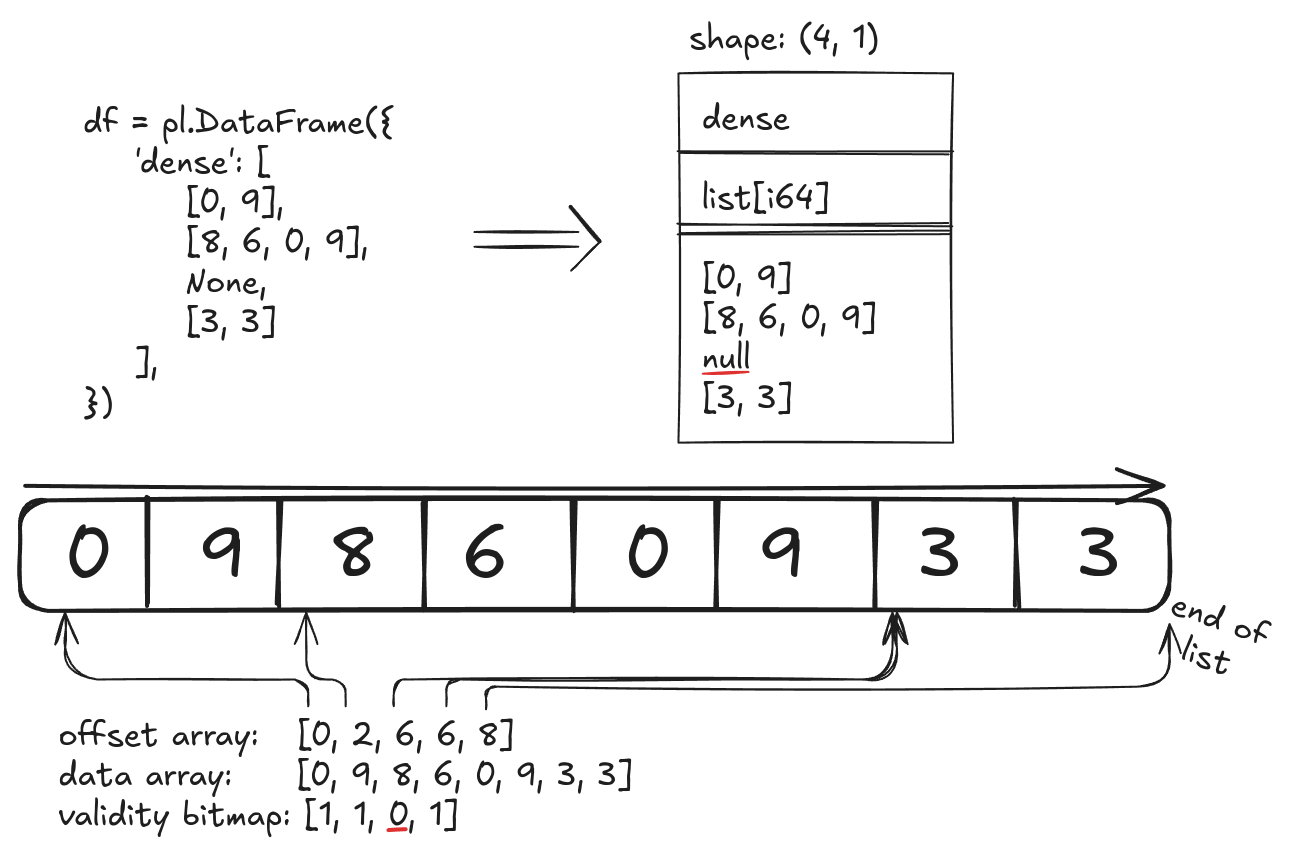 df = pl.DataFrame({
'dense': [
[0, 9],
[8, 6, 0, 9],
None,
[3, 3]
],
})
shape: (4, 1)
dense
list[i64]
[0, 9]
[8, 6, 0, 9]
null
[3, 3]
0 9 8 6 0 9 3 3
end of
list
offset array: [0, 2, 6, 6, 8]
data array: [0, 9, 8, 6, 0, 9, 3, 3]
validity bitmap: [1, 1, 0, 1]